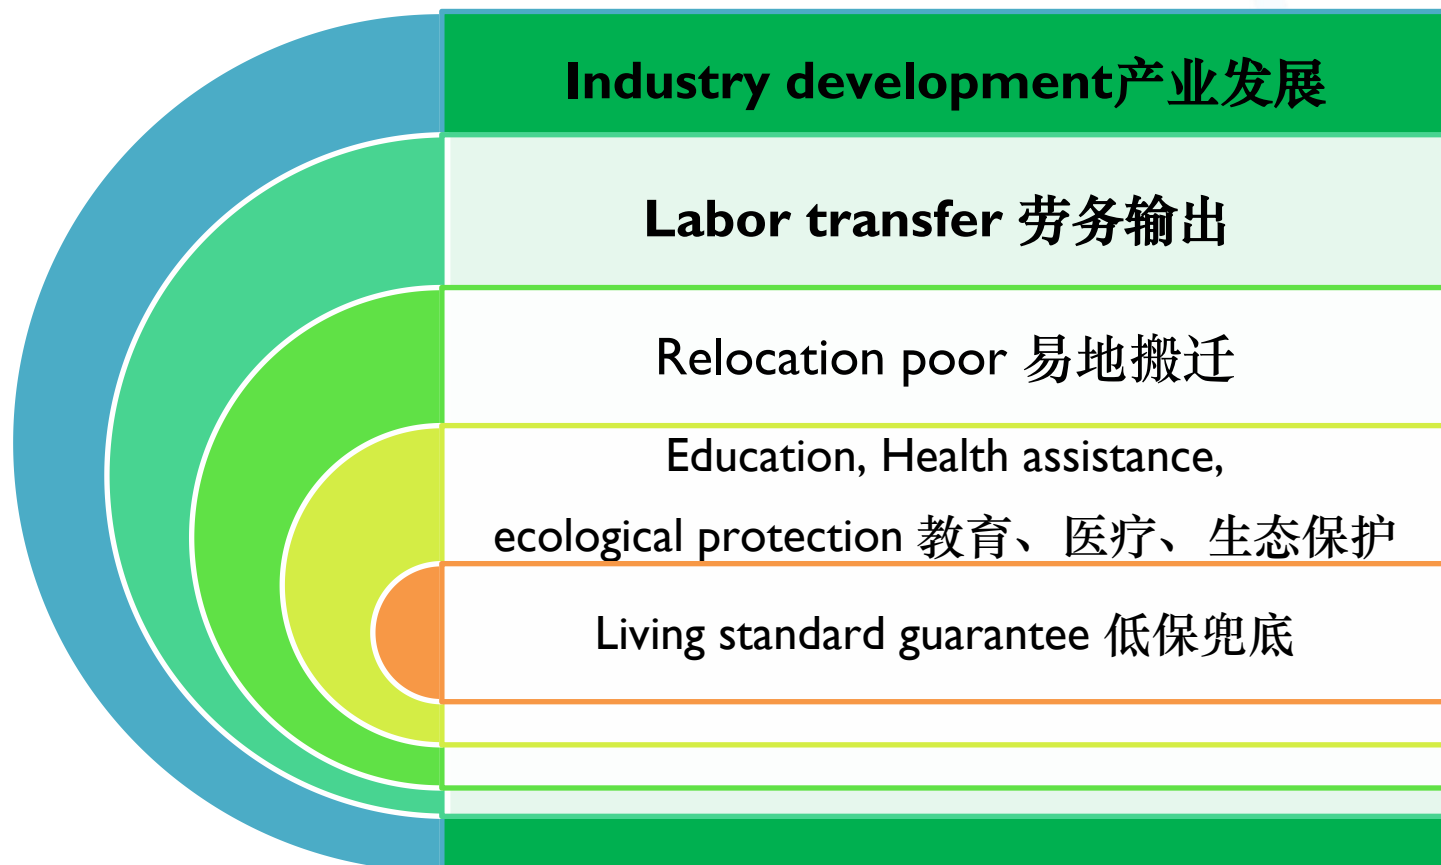 Industry development产业发展
Labor transfer 劳务输出
Relocation poor 易地搬迁
Education, Health assistance,
ecological protection 教育、医疗、生态保护
Living standard guarantee 低保兜底